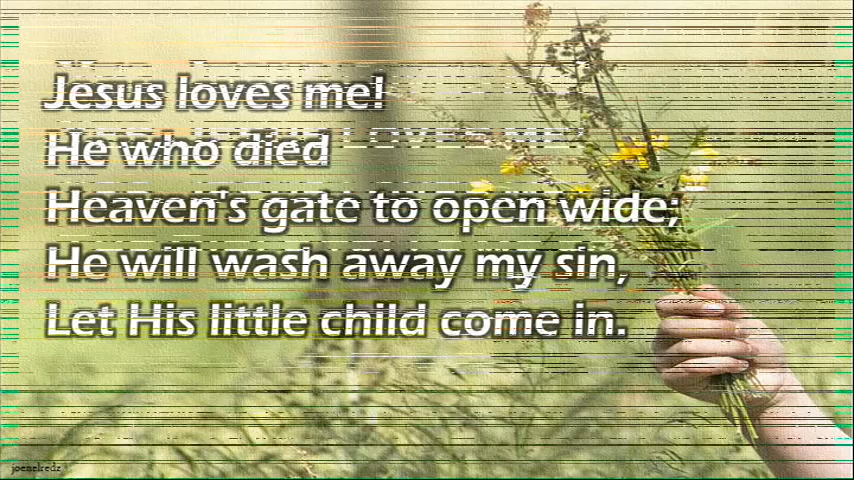 Jesus loves me!
He who died
Heaven's gate to open wide;
He will wash away my sin,
Let His little child come in.
joenelredz